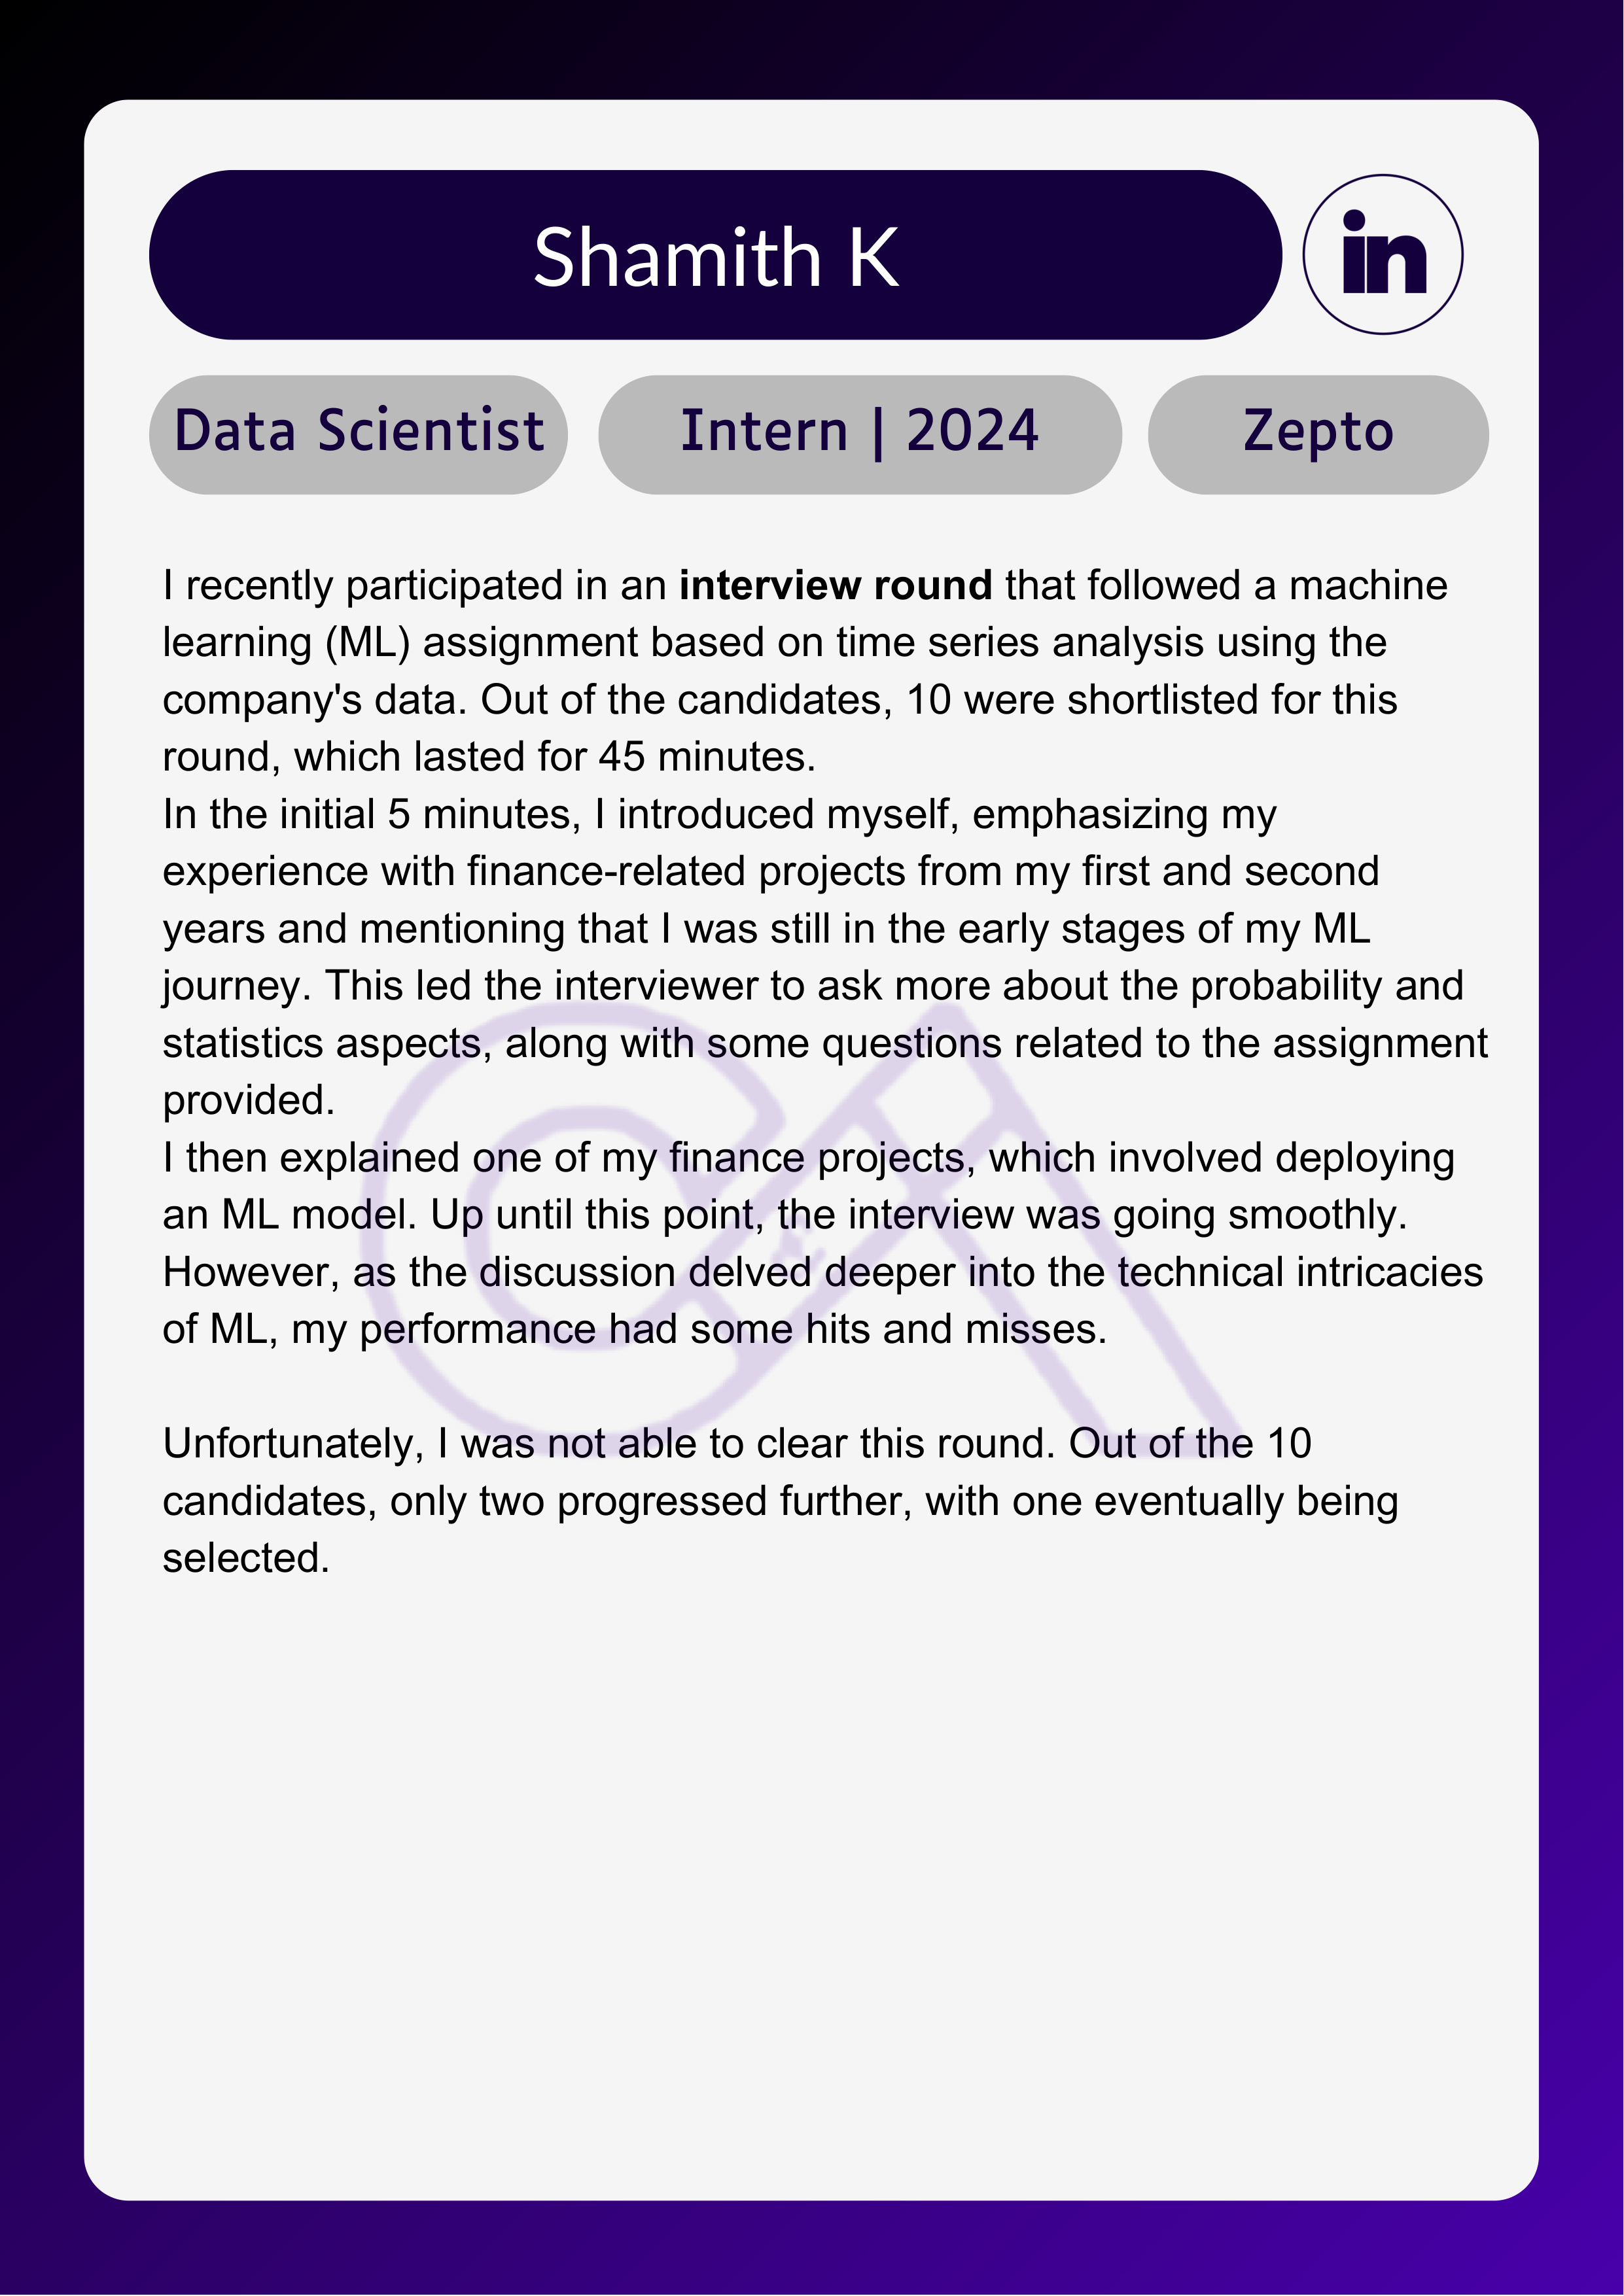 Shamith K
in
Data Scientist
Intern | 2024
Zepto
I recently participated in an interview round that followed a machine
learning (ML) assignment based on time series analysis using the
company's data. Out of the candidates, 10 were shortlisted for this
round, which lasted for 45 minutes.
In the initial 5 minutes, I introduced myself, emphasizing my
experience with finance-related projects from my first and second
years and mentioning that I was still in the early stages of my ML
journey. This led the interviewer to ask more about the probability and
statistics aspects, along with some questions related to the assignment
provided.
I then explained one of my finance projects, which involved deploying
an ML model. Up until this point, the interview was going smoothly.
However, as the discussion delved deeper into the technical intricacies
of ML, my performance had some hits and misses.
Unfortunately, I was not able to clear this round. Out of the 10
candidates, only two progressed further, with one eventually being
selected.